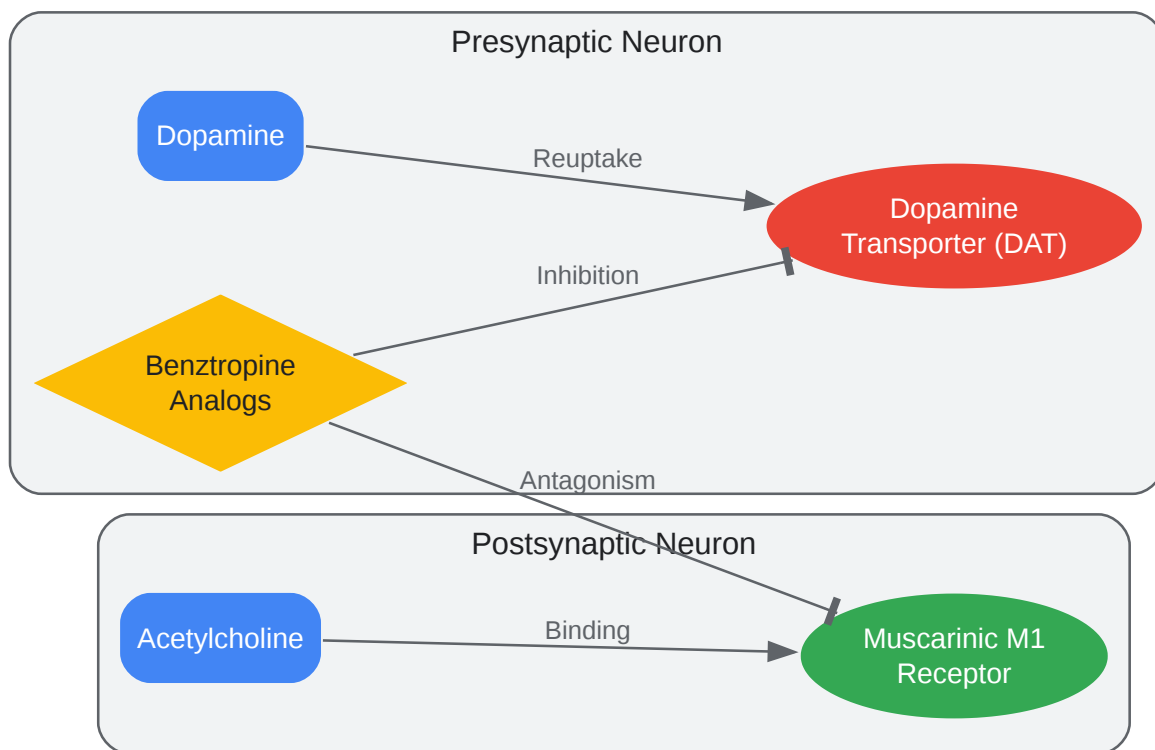 Presynaptic Neuron
Dopamine
Reuptake
Dopamine
Transporter (DAT)
Inhibition
Benztropine
Analogs
Antagonism
Postsynaptic Neuron
Acetylcholine
Binding
Muscarinic M1
Receptor